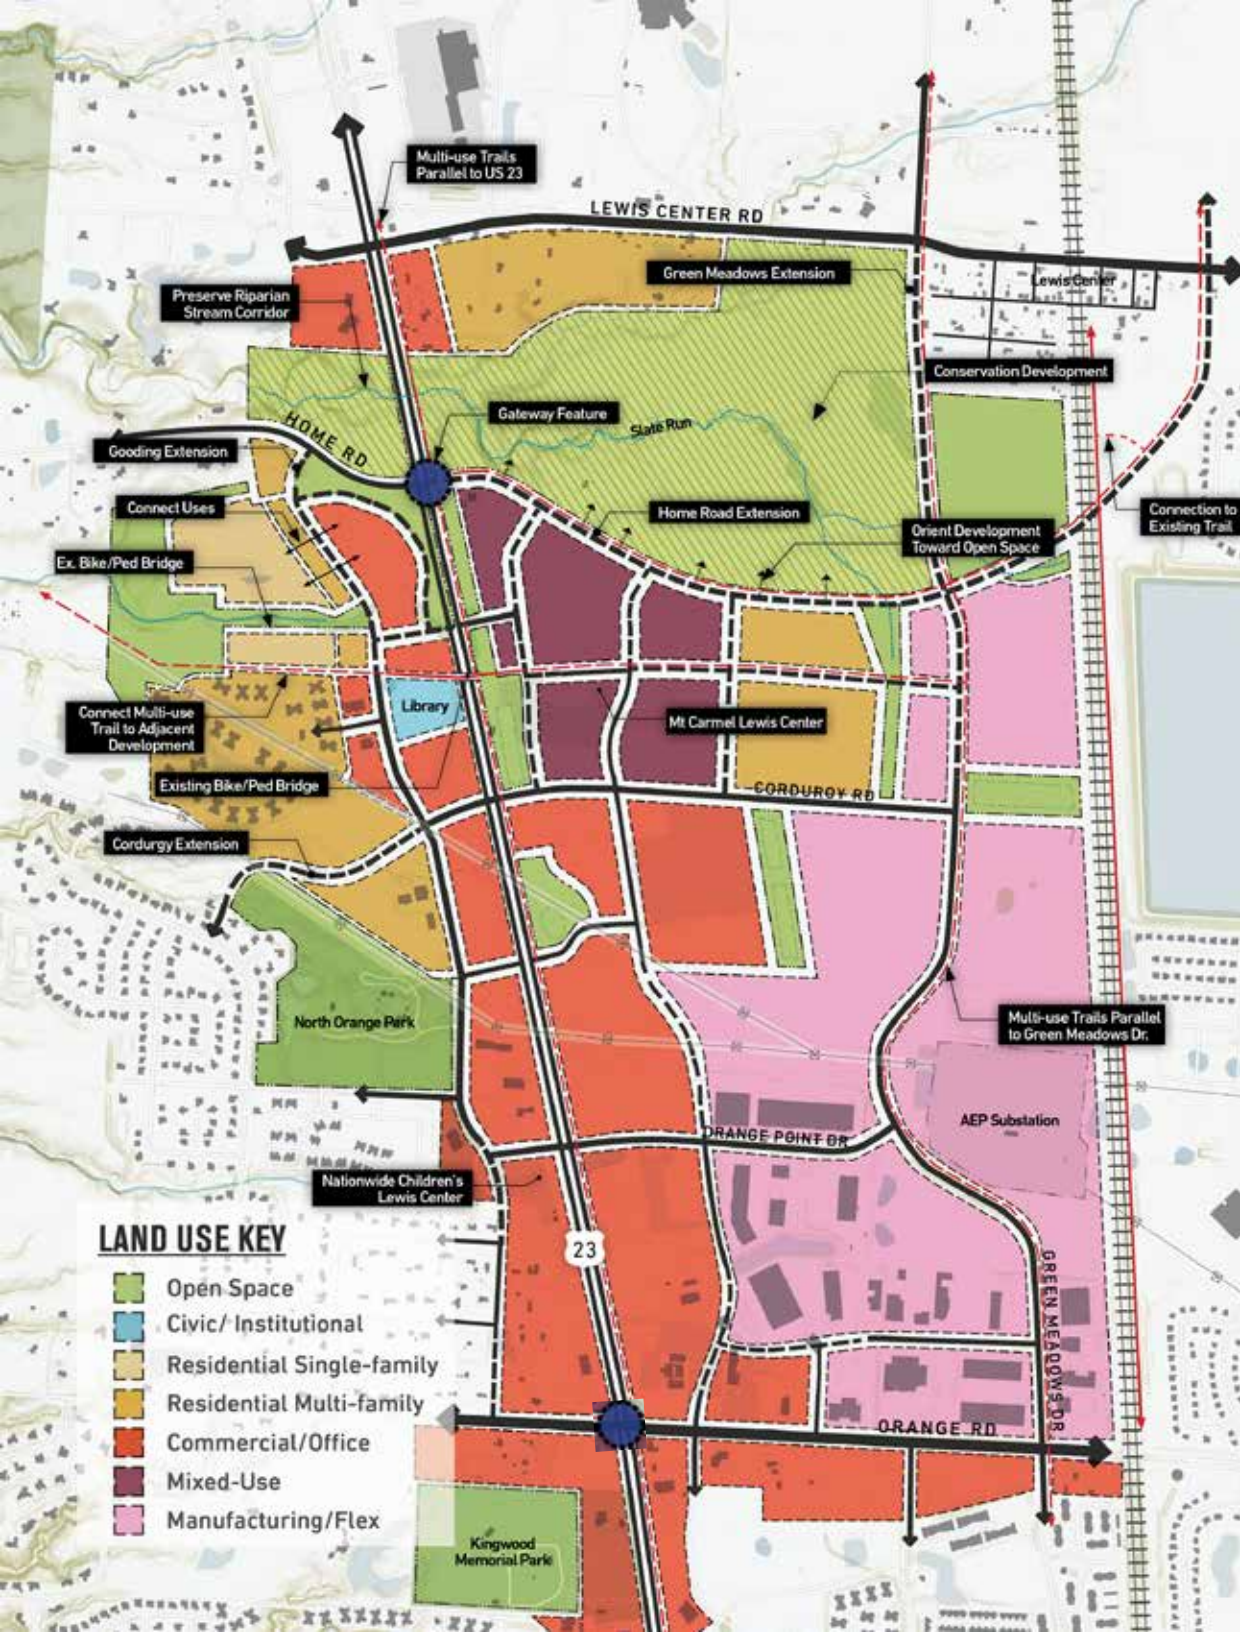 Multi-use Trails
Parallel to US 23
LEWIS CENTER RD
Green Meadows Extension
Lewis Center
Preserve Riparian
Stream Corridor
Conservation Development
Gateway Feature
HOME RD
Slate Run
Gooding Extension
Connect Uses
Home Road Extension
Connection to
Existing Trail
Orient Development
Toward Open Space
Ex. Bike/Ped Bridge
Library
Connect Multi-use
Trail to Adjacent
Development
Mt Carmel Lewis Center
Existing Bike/Ped Bridge
CORDUROY RD
Cordurgy Extension
North Orange Park
Multi-use Trails Parallel
to Green Meadows Dr.
AEP Substation
ORANGE POINT DR
Nationwide Children's
Lewis Center
23
GREEN MEADOWS DR
LAND USE KEY
Open Space
Civic/ Institutional
Residential Single-family
Residential Multi-family
Commercial/Office
Mixed-Use
Manufacturing/Flex
ORANGE RD
Kingwood
Memorial Park